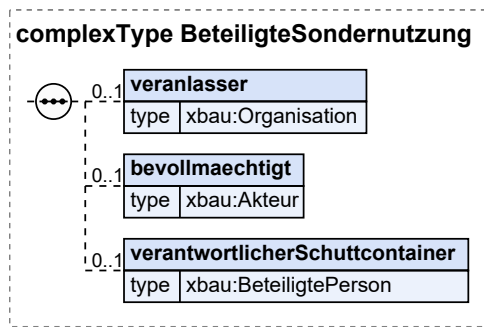 complexType BeteiligteSondernutzung
0..1 veranlasser
type xbau:Organisation
0..1 bevollmaechtigt
type xbau:Akteur
0..1 verantwortlicherSchuttcontainer
type xbau:BeteiligtePerson